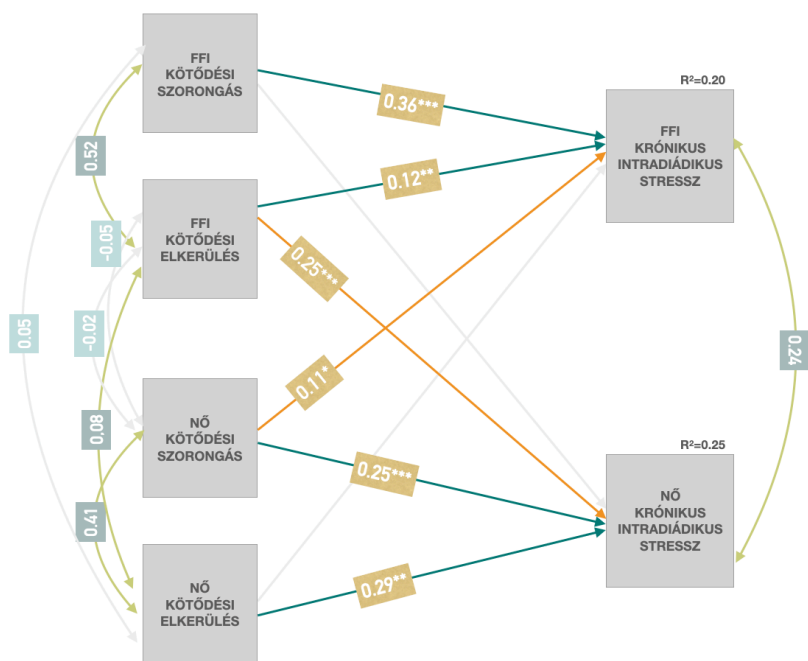 FFI
KÖTŐDÉSI
SZORONGÁS
R²=0.20
FFI
KRÓNIKUS
INTRADIÁDIKUS
STRESSZ
0.36***
0.52
0.12**
FFI
KÖTŐDÉSI
ELKERÜLÉS
-0.05
0.25***
-0.02
0.05
0.24
0.11*
NŐ
KÖTŐDÉSI
SZORONGÁS
0.08
R²=0.25
0.25***
NŐ
KRÓNIKUS
INTRADIÁDIKUS
STRESSZ
0.41
0.29**
NŐ
KÖTŐDÉSI
ELKERÜLÉS